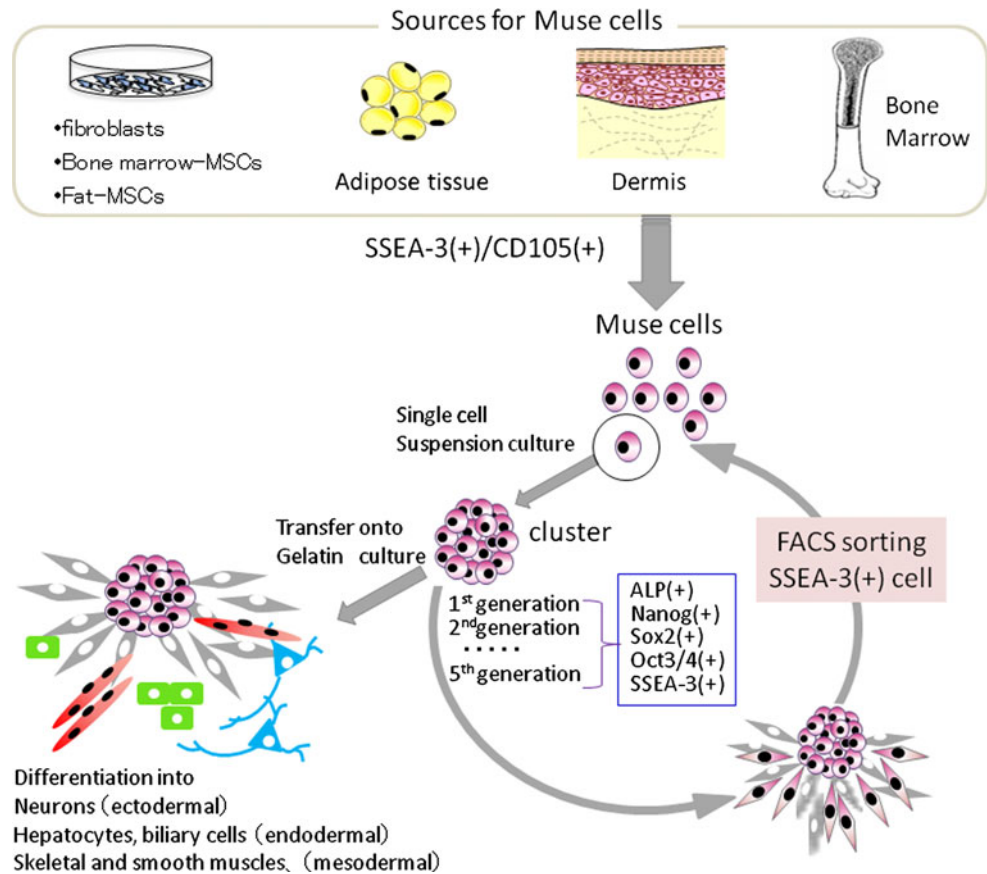 Sources for Muse cells
•fibroblasts
•Bone marrow-MSCs
•Fat-MSCs
Adipose tissue
Dermis
Bone
Marrow
SSEA-3(+)/CD105(+)
Muse cells
Single cell
Suspension culture
cluster
Transfer onto
Gelatin culture
FACS sorting
SSEA-3(+) cell
1st generation
2nd generation
.....
5th generation
ALP(+)
Nanog(+)
Sox2(+)
Oct3/4(+)
SSEA-3(+)
Differentiation into
Neurons (ectodermal)
Hepatocytes, biliary cells (endodermal)
Skeletal and smooth muscles、(mesodermal)